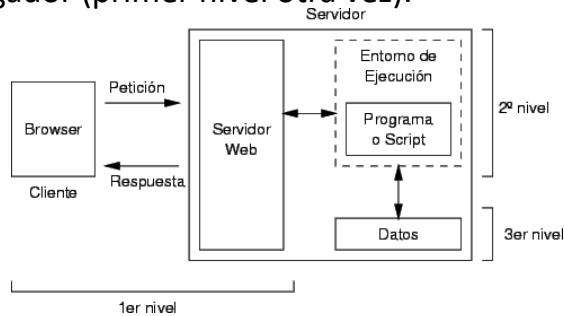 gador (primer nivel otra vez).
Servidor
Entorno de
Ejecución
Petición
Browser
Servidor
Web
Programa
o Script
2º nivel
Respuesta
Cliente
Datos
3er nivel
1er nivel